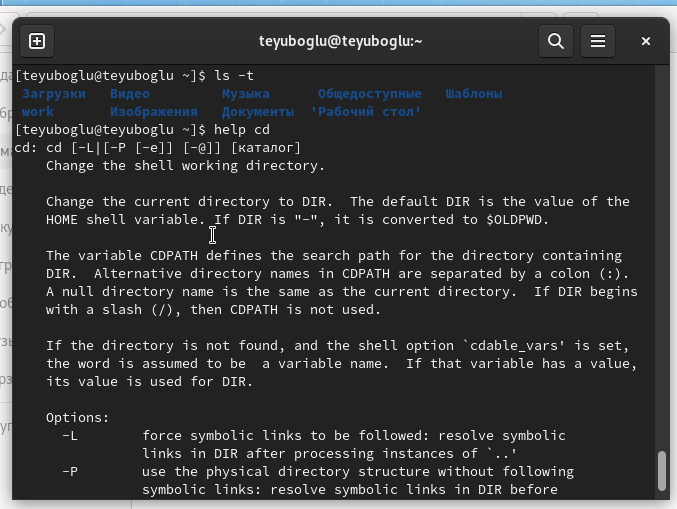 teyuboglu@teyuboglu:~
[teyuboglu@teyuboglu ~]$ ls -t
Загрузки Видео Музыка Общедоступные Шаблоны
work Изображения Документы 'Рабочий стол'
[teyuboglu@teyuboglu ~]$ help cd
cd: cd [-L|[-P [-e]] [-@]] [каталог]
Change the shell working directory.
Change the current directory to DIR. The default DIR is the value of the
HOME shell variable. If DIR is "-", it is converted to $OLDPWD.
The variable CDPATH defines the search path for the directory containing
DIR. Alternative directory names in CDPATH are separated by a colon (:).
A null directory name is the same as the current directory. If DIR begins
with a slash (/), then CDPATH is not used.
If the directory is not found, and the shell option `cdable_vars' is set,
the word is assumed to be a variable name. If that variable has a value,
its value is used for DIR.
Options:
-L force symbolic links to be followed: resolve symbolic
links in DIR after processing instances of `..'
-P use the physical directory structure without following
symbolic links: resolve symbolic links in DIR before